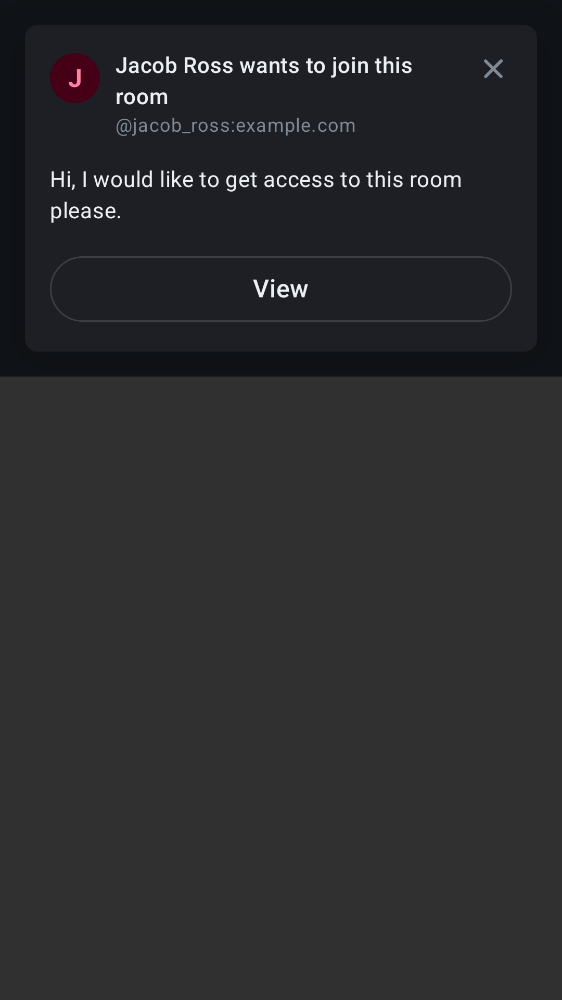 J
Jacob Ross wants to join this
room
@jacob_ross:example.com
Hi, I would like to get access to this room
please.
View